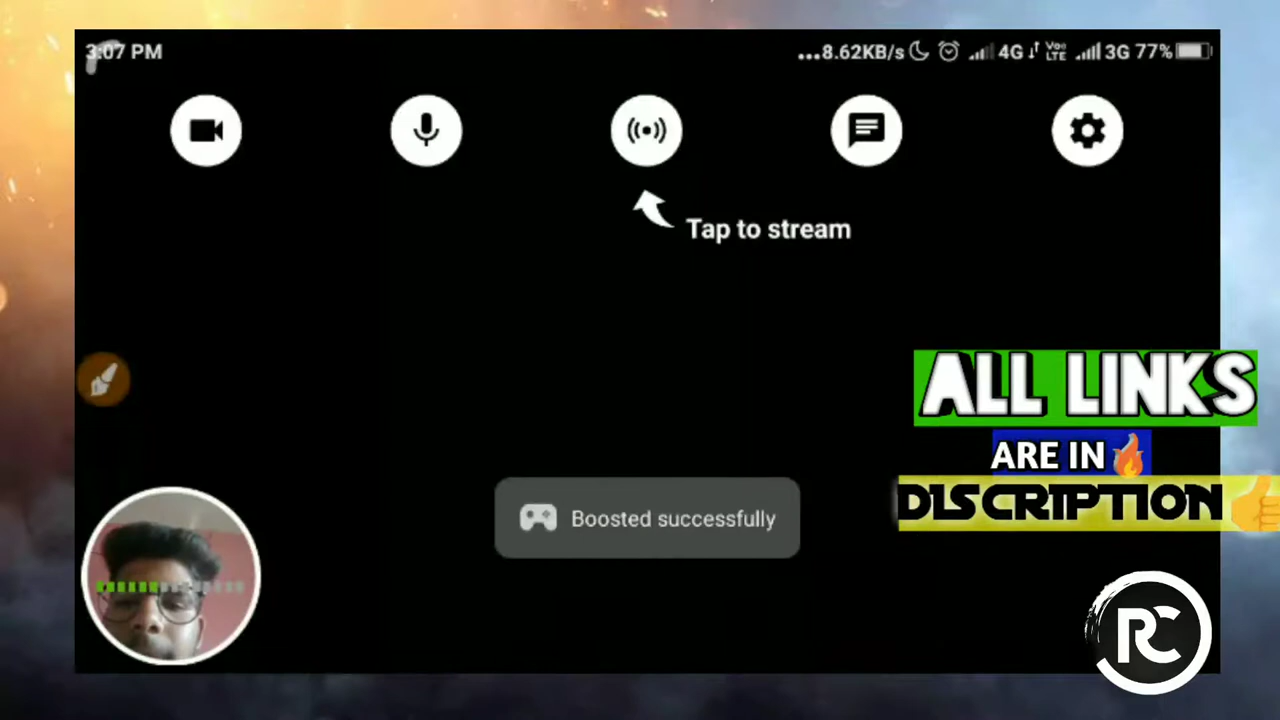 3:07 PM
...8.62KB/s 4G Vo LTE 3G 77%
Tap to stream
ALL LINKS
ARE IN
DISCRIPTION
Boosted successfully
RC